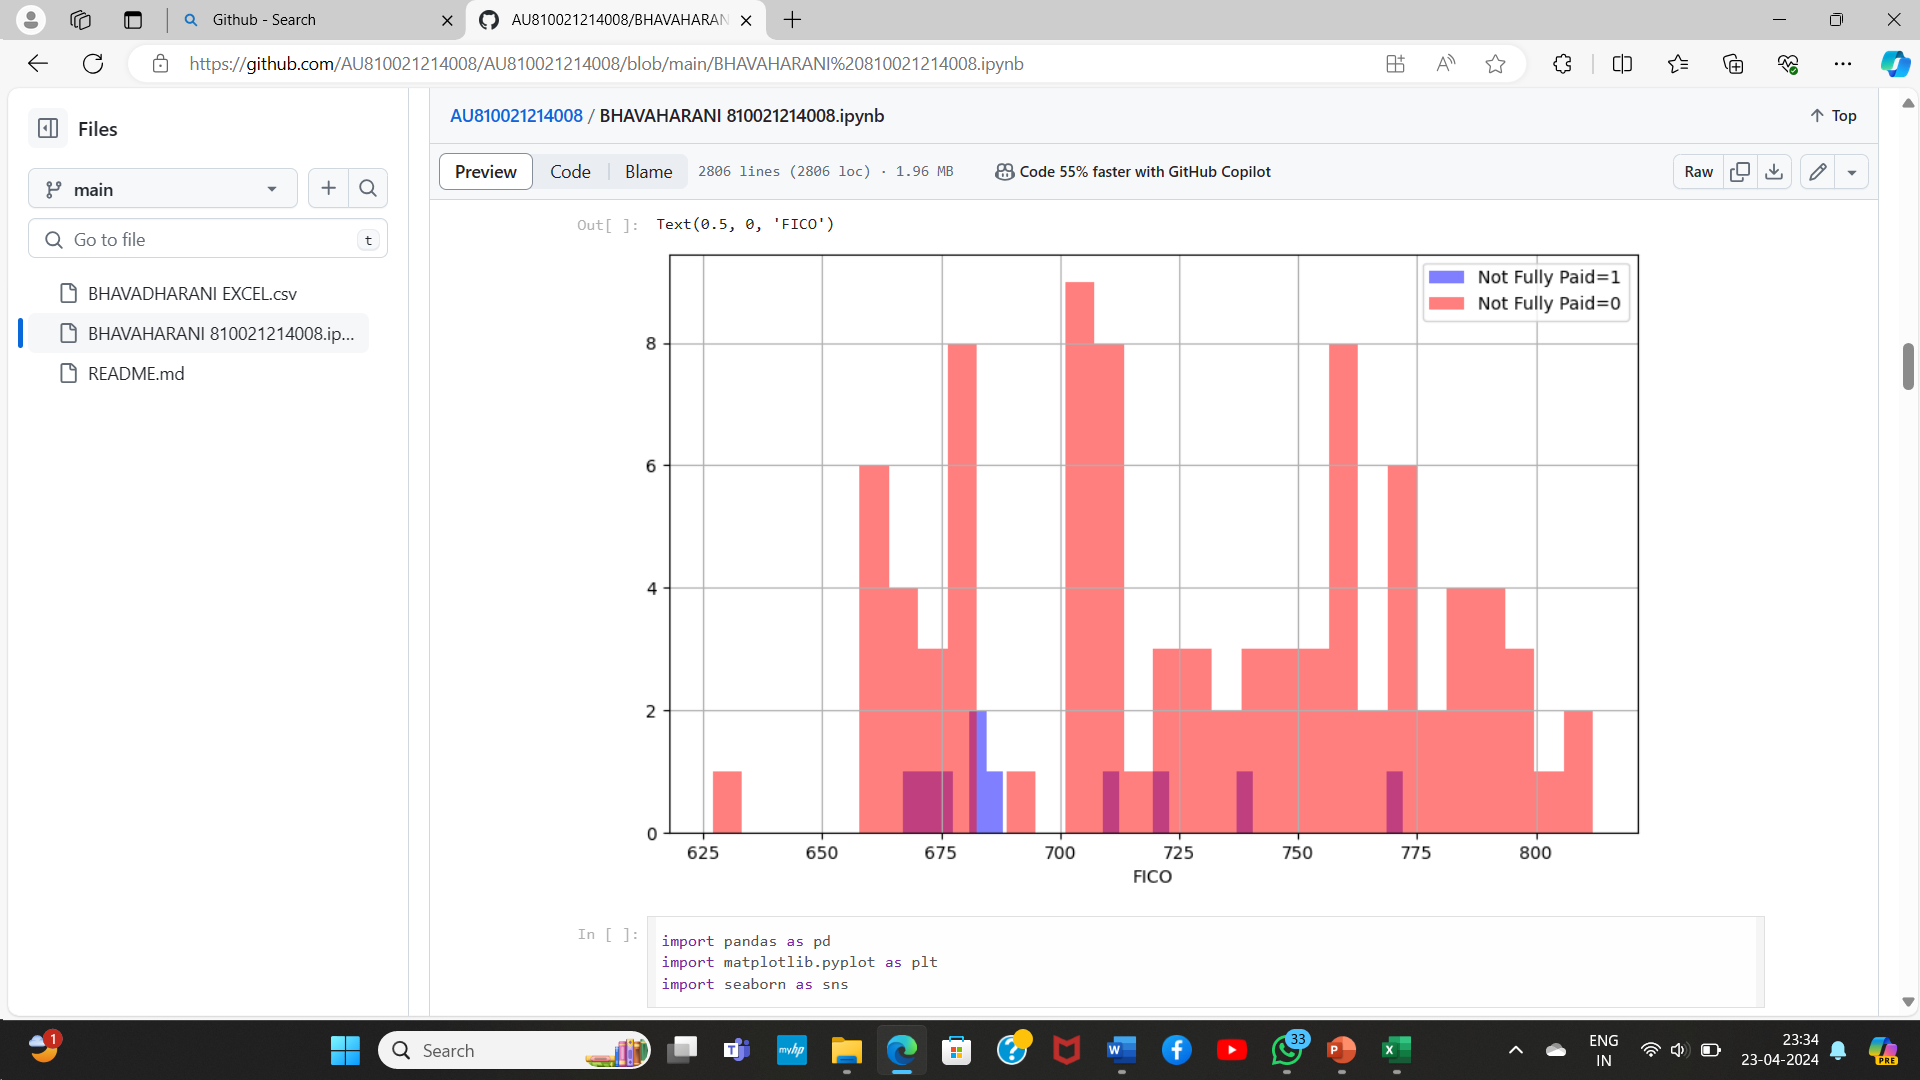 Github - Search
AU810021214008/BHAVAHARAN
https://github.com/AU810021214008/AU810021214008/blob/main/BHAVAHARANI%20810021214008.ipynb
Files
main
Go to file
t
BHAVADHARANI EXCEL.csv
BHAVAHARANI 810021214008.ip...
README.md
AU810021214008 / BHAVAHARANI 810021214008.ipynb
Top
Preview
Code
Blame
2806 lines (2806 loc) · 1.96 MB
Code 55% faster with GitHub Copilot
Raw
Out[ ]: Text(0.5, 0, 'FICO')
Not Fully Paid=1
Not Fully Paid=0
8
6
4
2
0
625 650 675 700 725 750 775 800
FICO
In [ ]:
import pandas as pd
import matplotlib.pyplot as plt
import seaborn as sns
1
Search
myhp
33
ENG
IN
23:34
23-04-2024
PRE